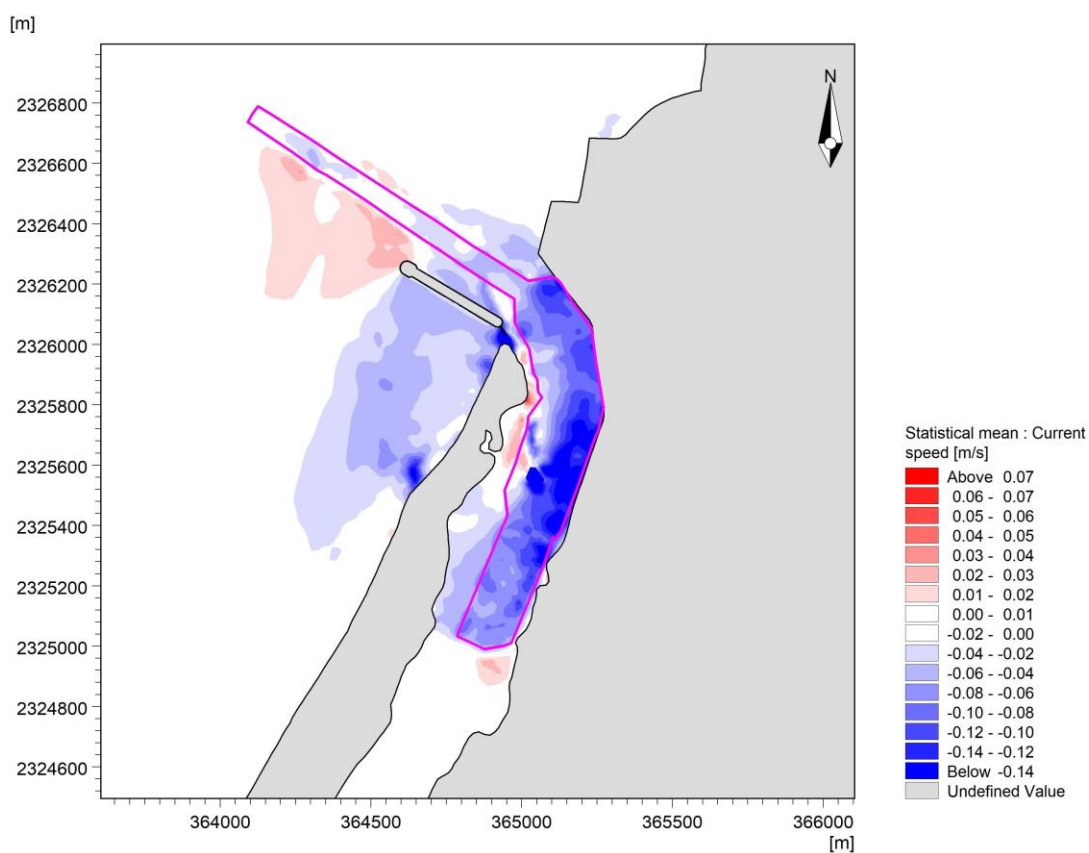 [m]
N
2326800
2326600
2326400
2326200
2326000
2325800
2325600
2325400
2325200
2325000
2324800
2324600
364000 364500 365000 365500 366000
[m]
Statistical mean : Current
speed [m/s]
Above 0.07
0.06 - 0.07
0.05 - 0.06
0.04 - 0.05
0.03 - 0.04
0.02 - 0.03
0.01 - 0.02
0.00 - 0.01
-0.02 - 0.00
-0.04 - -0.02
-0.06 - -0.04
-0.08 - -0.06
-0.10 - -0.08
-0.12 - -0.10
-0.14 - -0.12
Below -0.14
Undefined Value